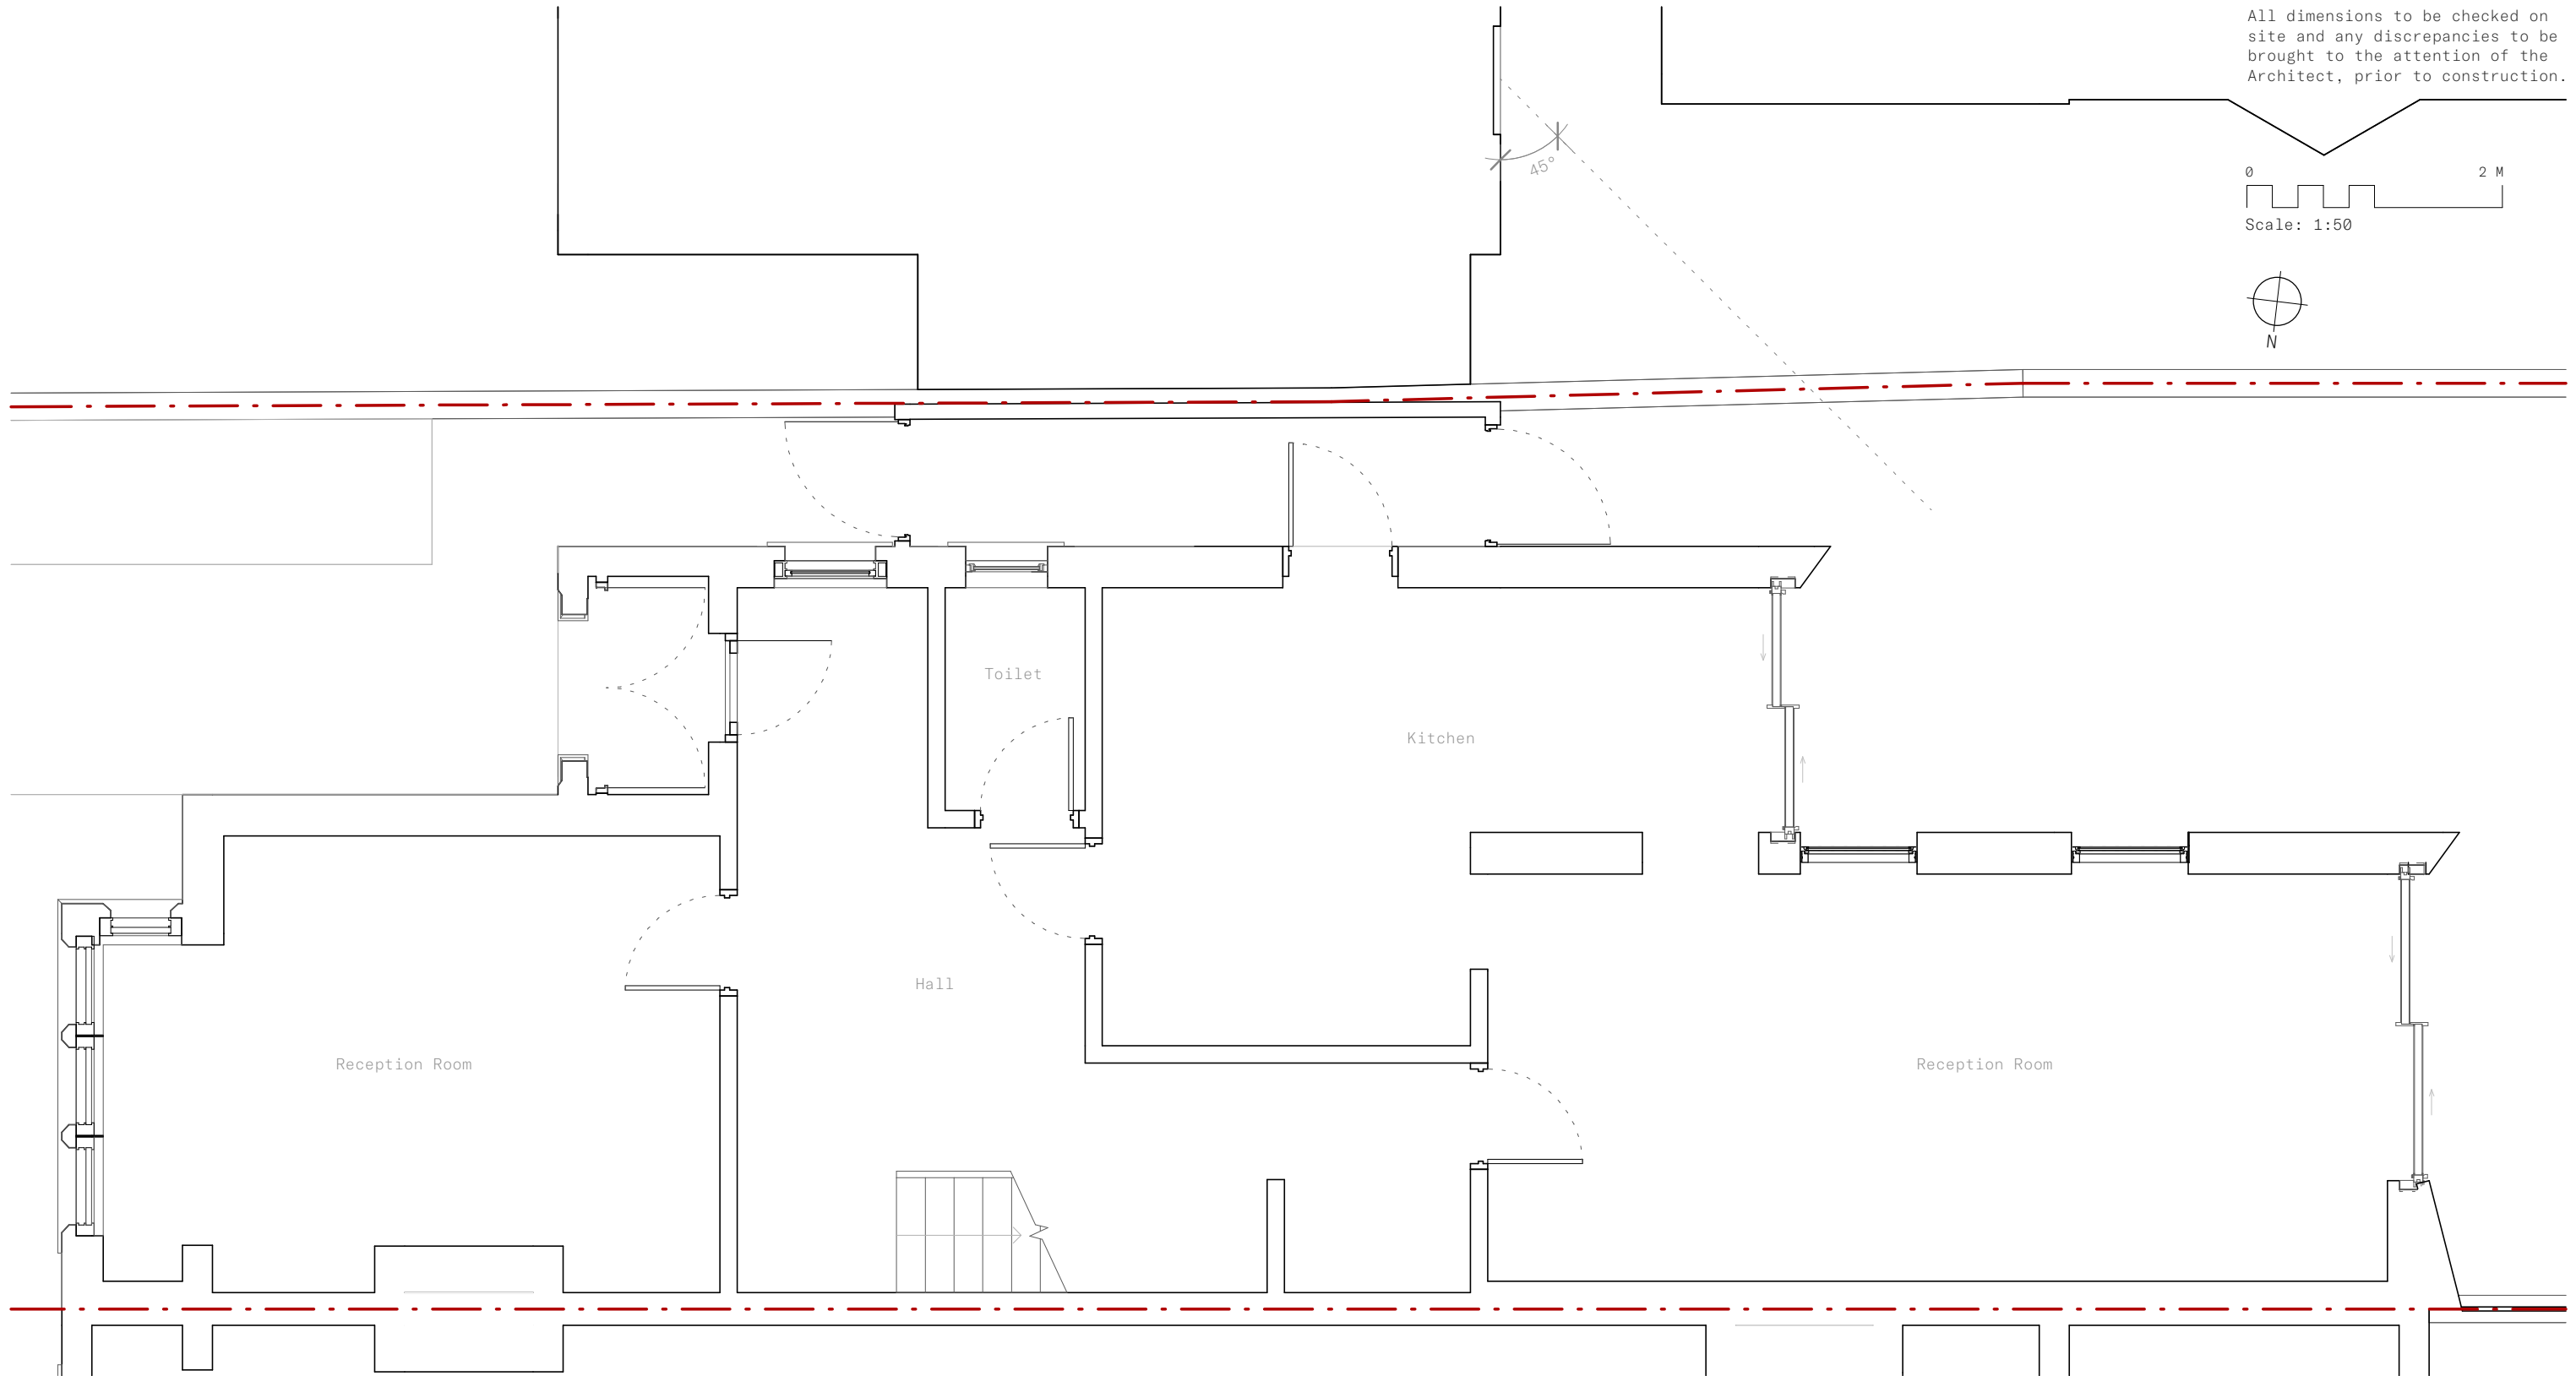 All dimensions to be checked on
site and any discrepancies to be
brought to the attention of the
Architect, prior to construction.
45°
0 2 M
Scale: 1:50
N
Toilet
Kitchen
Hall
Reception Room
Reception Room